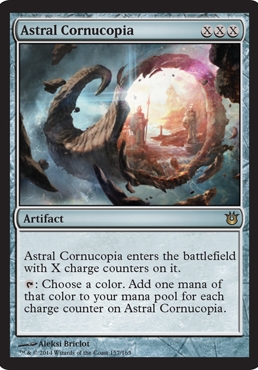 Astral Cornucopia XXX
Artifact
Astral Cornucopia enters the battlefield
with X charge counters on it.
: Choose a color. Add one mana of
that color to your mana pool for each
charge counter on Astral Cornucopia.
Aleksi Briclot
™ & © 2014 Wizards of the Coast 157/165